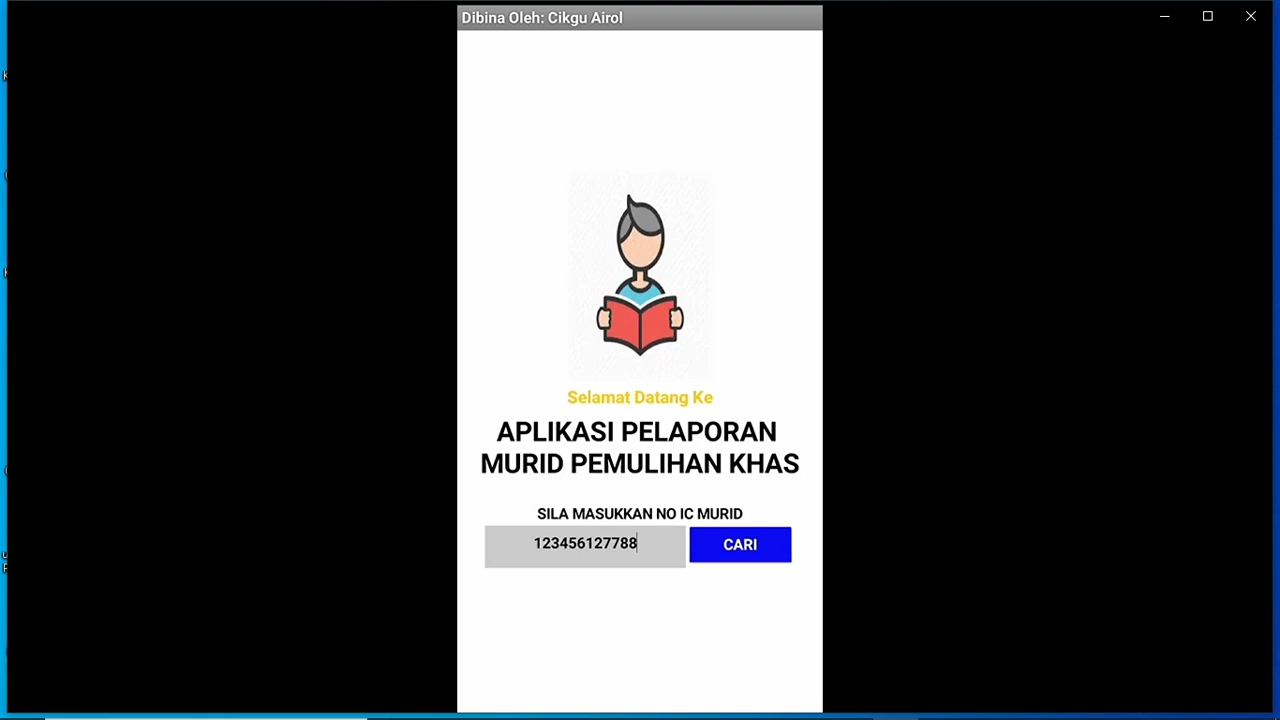 Dibina Oleh: Cikgu Airol
Selamat Datang Ke
APLIKASI PELAPORAN
MURID PEMULIHAN KHAS
SILA MASUKKAN NO IC MURID
123456127788
CARI